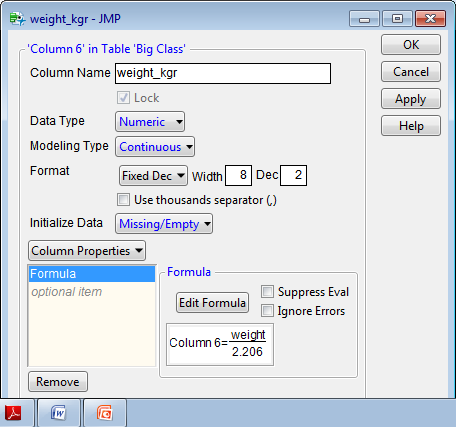 weight_kgr - JMP
'Column 6' in Table 'Big Class'
OK
Column Name weight_kgr
Cancel
Lock
Apply
Data Type Numeric
Help
Modeling Type Continuous
Format Fixed Dec Width 8 Dec 2
Use thousands separator (,)
Initialize Data Missing/Empty
Column Properties
Formula
optional item
Formula
Edit Formula
Suppress Eval
Ignore Errors
Column 6=weight
2.206
Remove